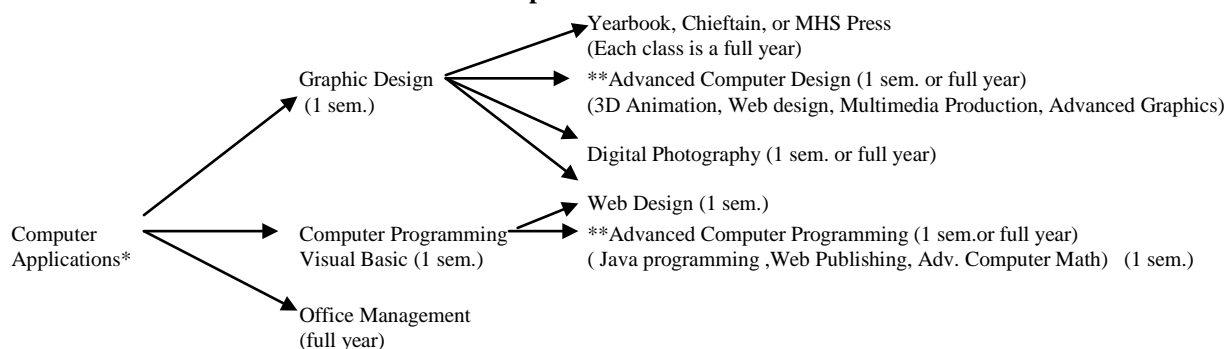 Yearbook, Chieftain, or MHS Press
(Each class is a full year)
Graphic Design
(1 sem.)
**Advanced Computer Design (1 sem. or full year)
(3D Animation, Web design, Multimedia Production, Advanced Graphics)
Digital Photography (1 sem. or full year)
Web Design (1 sem.)
Computer
Applications*
Computer Programming
Visual Basic (1 sem.)
**Advanced Computer Programming (1 sem.or full year)
( Java programming ,Web Publishing, Adv. Computer Math) (1 sem.)
Office Management
(full year)